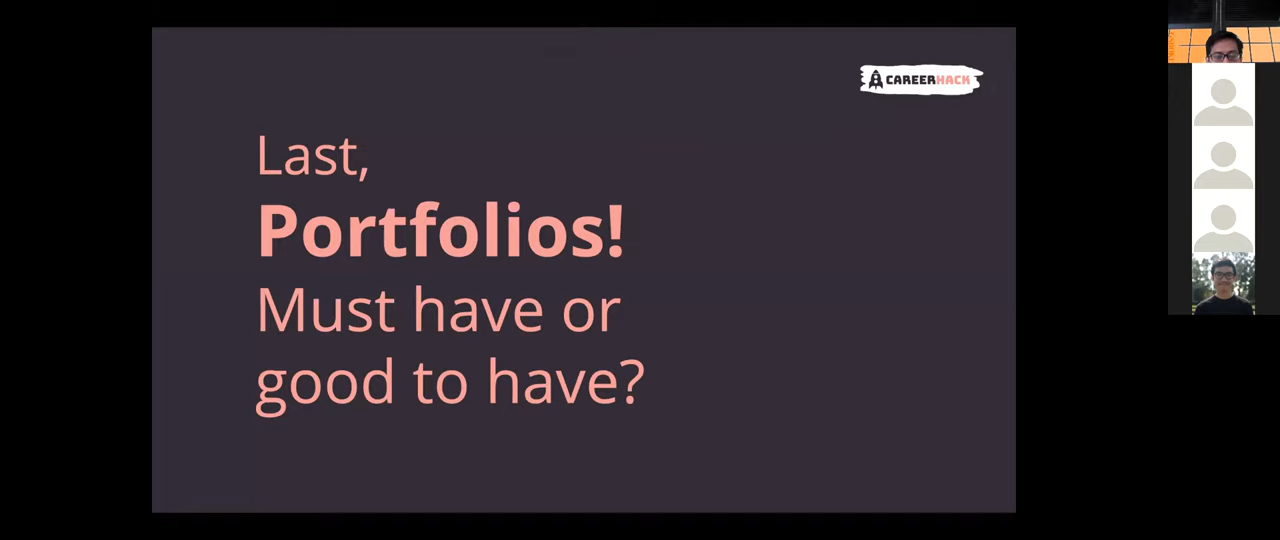 CAREERHACK
Last,
Portfolios!
Must have or
good to have?